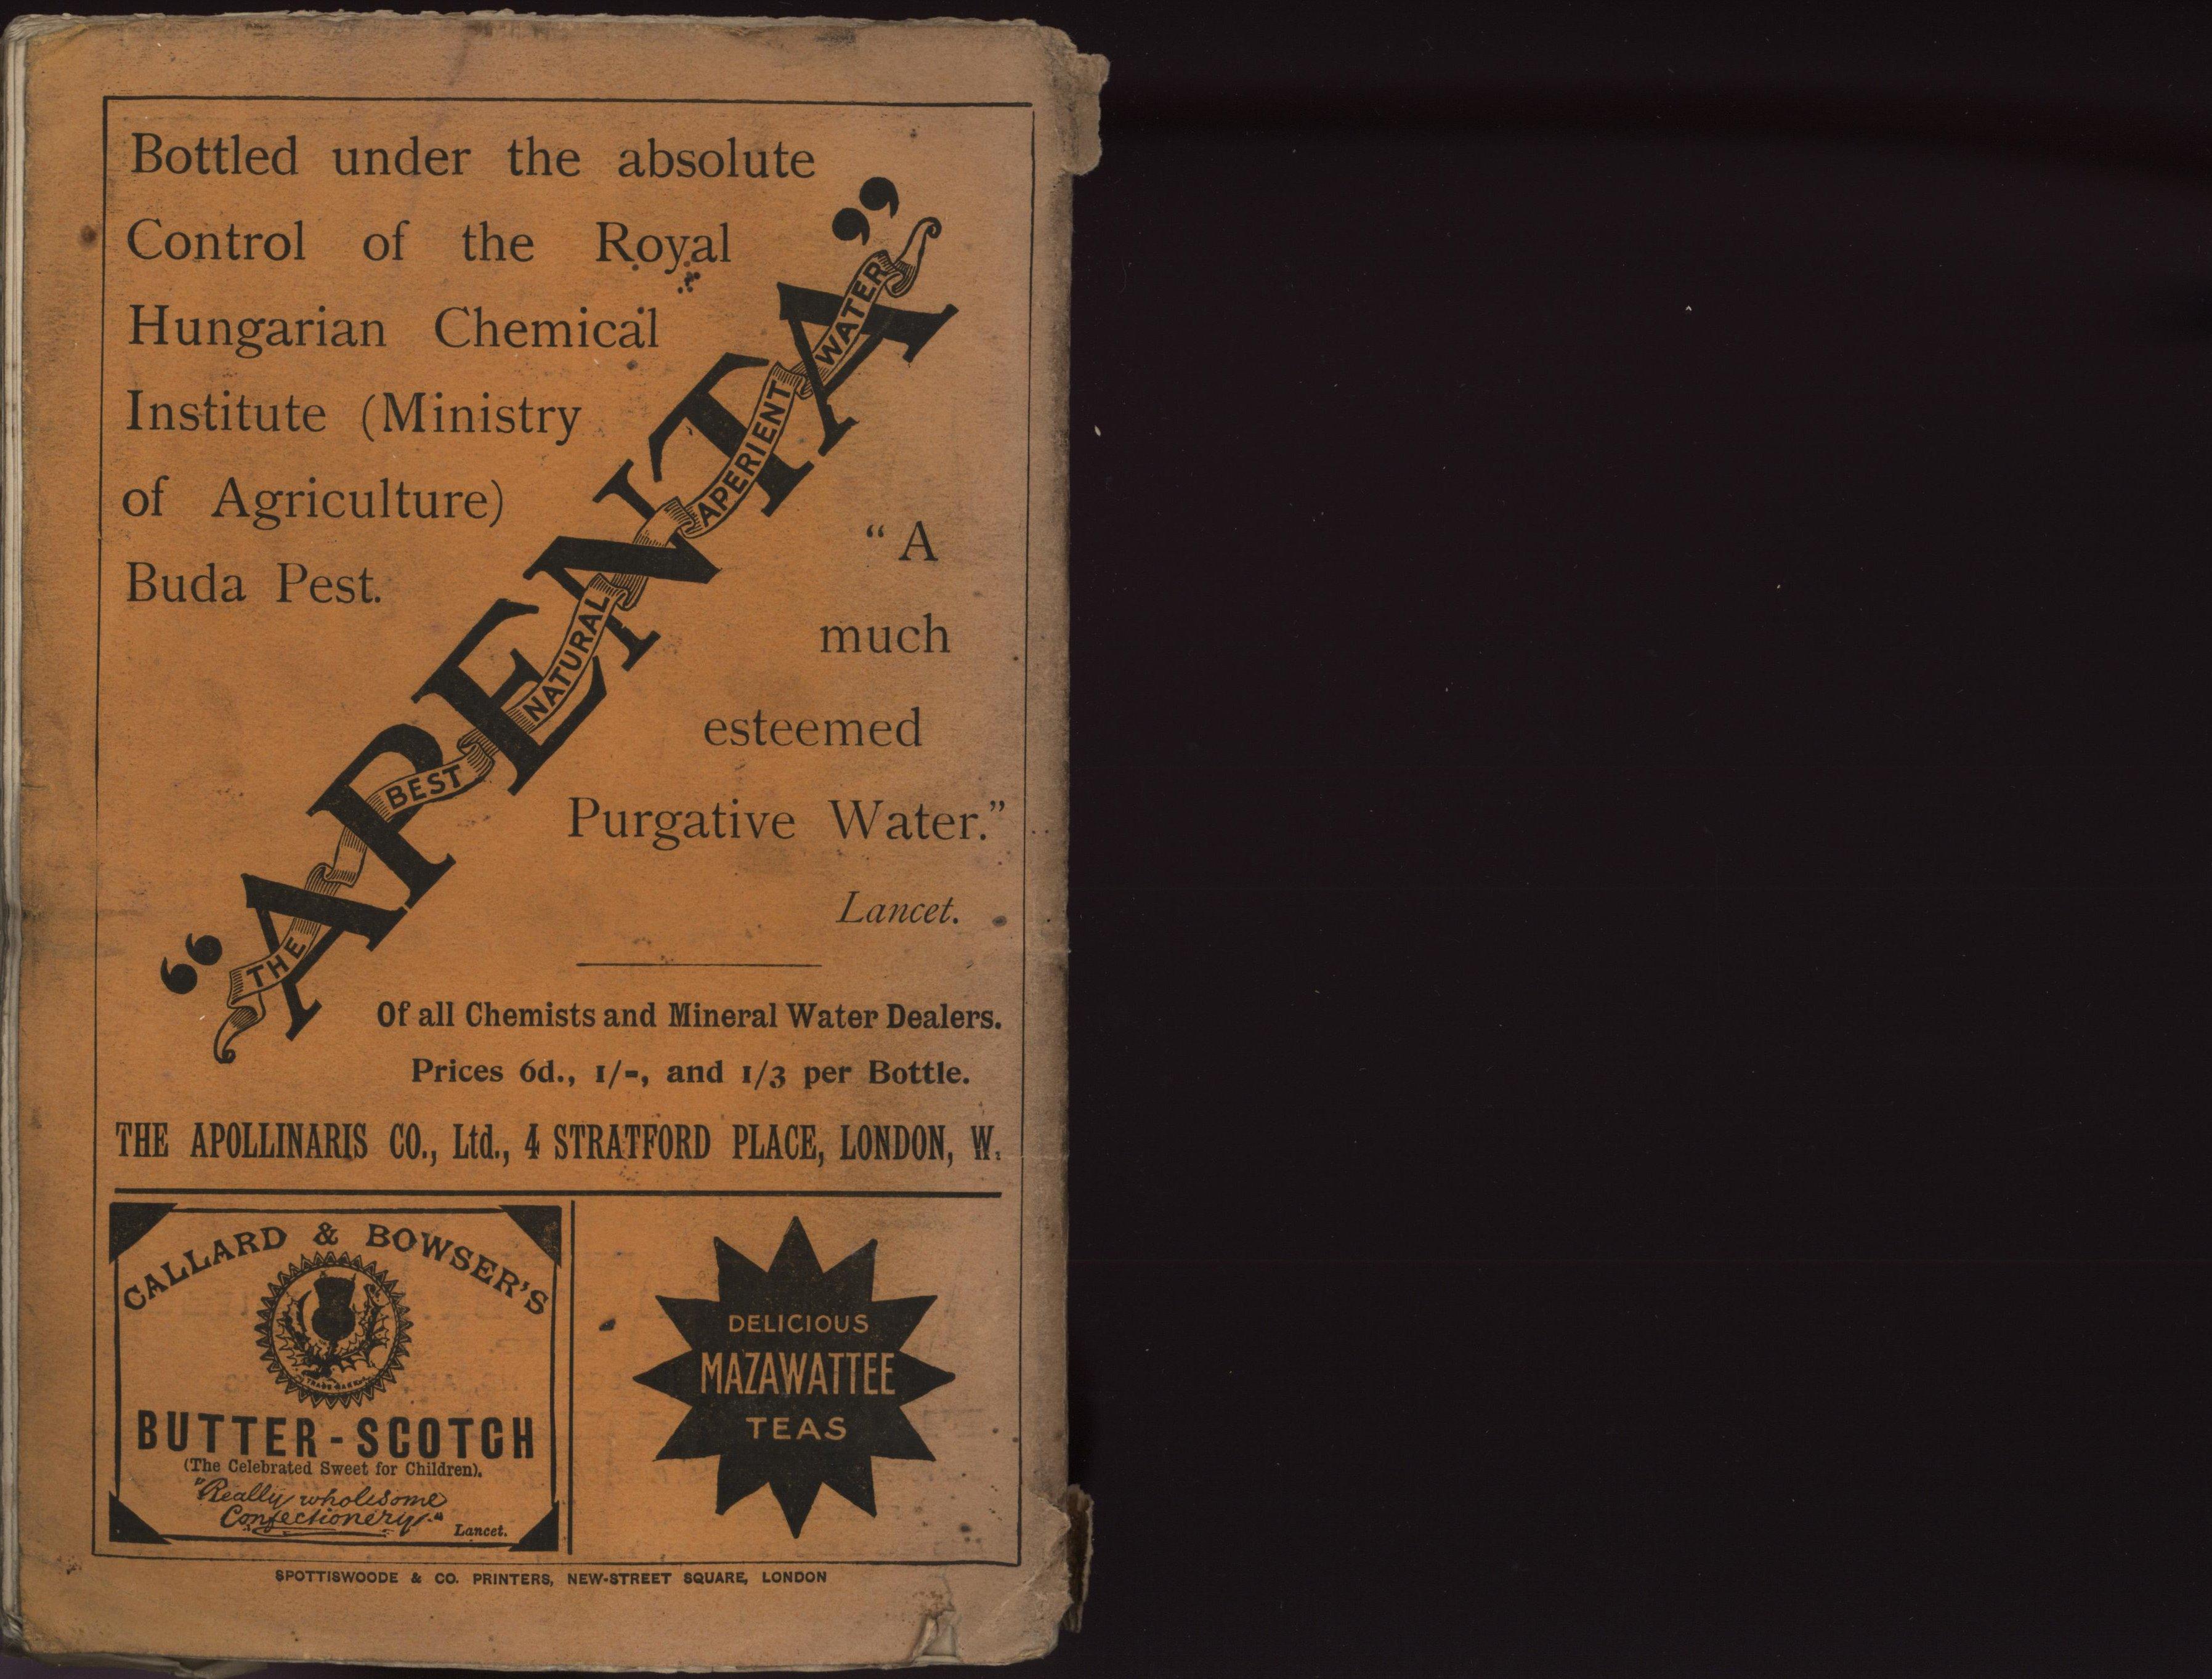 Bottled under the absolute
Control of the Royal
Hungarian Chemical
Institute (Ministry
of Agriculture)
Buda Pest.
“APENTA”
THE BEST NATURAL APERIENT WATER
“A
much
esteemed
Purgative Water.”
Lancet.
Of all Chemists and Mineral Water Dealers.
Prices 6d., 1/-, and 1/3 per Bottle.
THE APOLLINARIS CO., Ltd., 4 STRATFORD PLACE, LONDON, W.
CALLARD & BOWSER'S
TRADE MARK
BUTTER-SCOTCH
(The Celebrated Sweet for Children).
"Really wholesome
Confectionery."
Lancet.
DELICIOUS
MAZAWATTEE
TEAS
SPOTTISWOODE & CO. PRINTERS, NEW-STREET SQUARE, LONDON